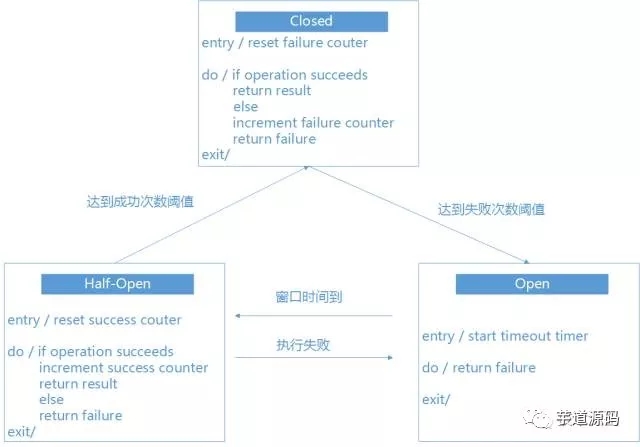 Closed
entry / reset failure couter
do / if operation succeeds
return result
else
increment failure counter
return failure
exit/
达到成功次数阈值
达到失败次数阈值
Half-Open
entry / reset success couter
do / if operation succeeds
increment success counter
return result
else
return failure
exit/
窗口时间到
执行失败
Open
entry / start timeout timer
do / return failure
exit/
芋道源码